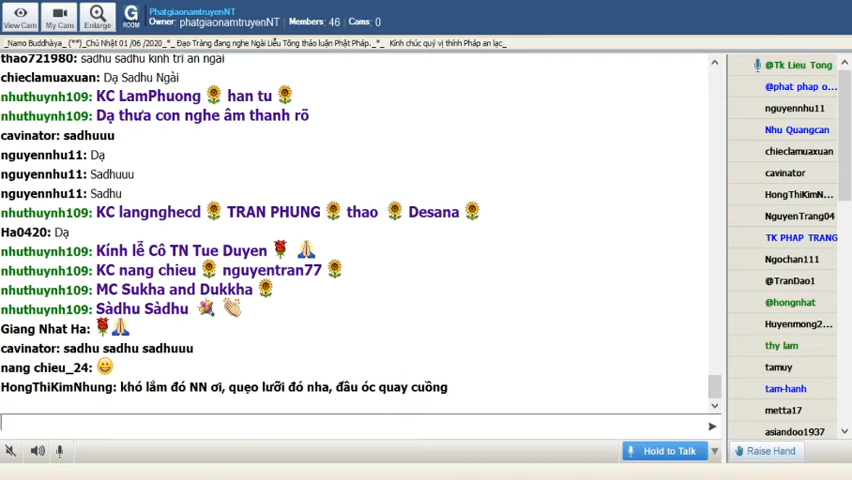 View Cam
My Cam
Enlarge
G
ROOM
PhatgiaonamtruyenNT
Owner: phatgiaonamtruyenNT Members: 46 Cams: 0
_Namo Buddhàya_ (**)_Chủ Nhật 01 /06 /2020_*_ Đạo Tràng đang nghe Ngài Liễu Tông thảo luận Phật Pháp._*_ Kính chúc quý vị thính Pháp an lạc_
thao721980: sadhu sadhu kinh tri an ngai
chieclamuaxuan: Dạ Sadhu Ngài
nhuthuynh109: KC LamPhuong han tu
nhuthuynh109: Dạ thưa con nghe âm thanh rõ
cavinator: sadhuuu
nguyennhu11: Dạ
nguyennhu11: Sadhuuu
nguyennhu11: Sadhu
nhuthuynh109: KC langnghecd TRAN PHUNG thao Desana
Ha0420: Dạ
nhuthuynh109: Kính lễ Cô TN Tue Duyen
nhuthuynh109: KC nang chieu nguyentran77
nhuthuynh109: MC Sukha and Dukkha
nhuthuynh109: Sàdhu Sàdhu
Giang Nhat Ha:
cavinator: sadhu sadhu sadhuuu
nang chieu_24:
HongThiKimNhung: khó lắm đó NN ơi, quẹo lưỡi đó nha, đầu óc quay cuồng
Hold to Talk
@Tk Lieu Tong
@phat phap o...
nguyennhu11
Nhu Quangcan
chieclamuaxuan
cavinator
HongThiKimN...
NguyenTrang04
TK PHAP TRANG
Ngochan111
@TranDao1
@hongnhat
Huyenmong2...
thy lam
tamuy
tam-hanh
metta17
asiandoo1937
Raise Hand